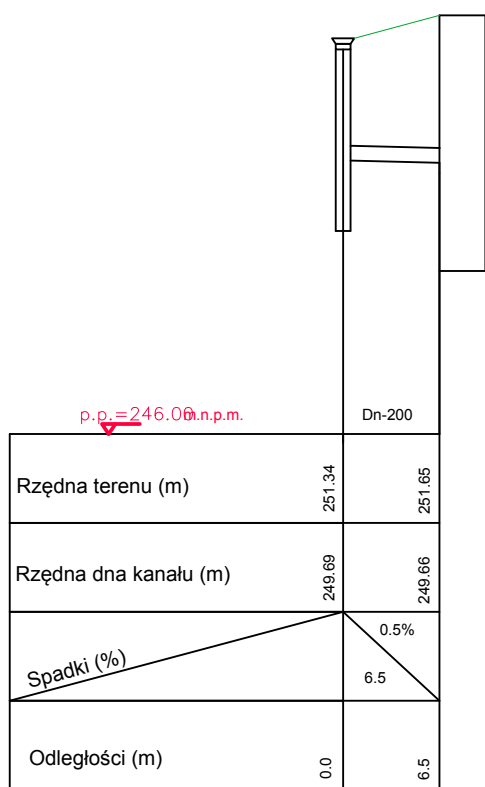 p.p.=246.00m.n.p.m.
Dn-200
Rzędna terenu (m) 251.34 251.65
Rzędna dna kanału (m) 249.69 249.66
Spadki (%) 0.5% 6.5
Odległości (m) 0.0 6.5